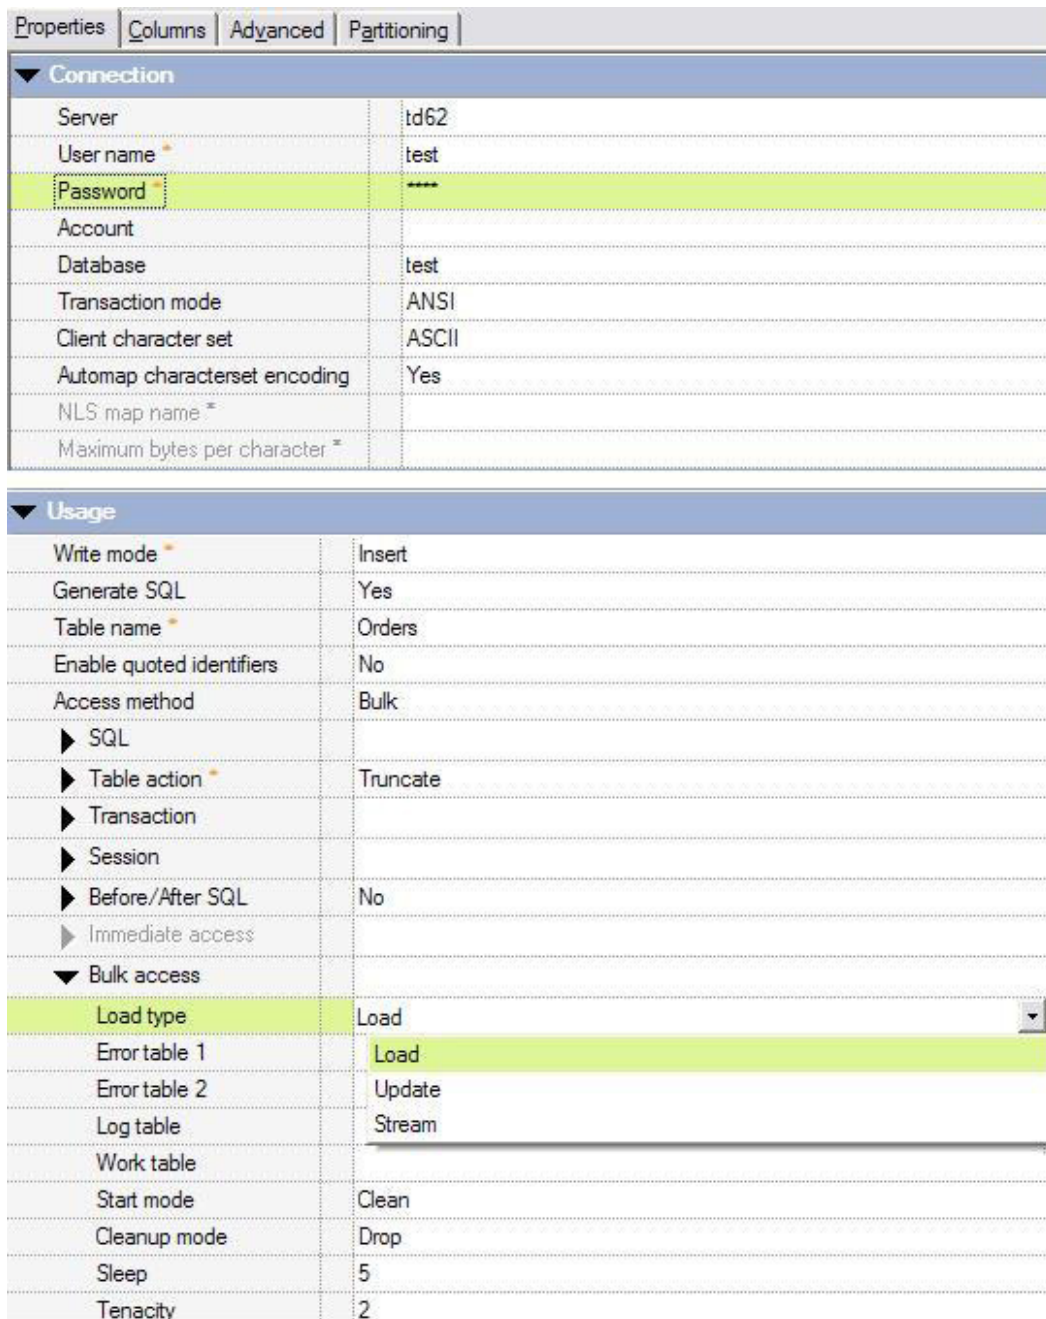 Properties Columns Advanced Partitioning
Connection
Server td62
User name * test
Password * ****
Account
Database test
Transaction mode ANSI
Client character set ASCII
Automap characterset encoding Yes
NLS map name *
Maximum bytes per character *
Usage
Write mode * Insert
Generate SQL Yes
Table name * Orders
Enable quoted identifiers No
Access method Bulk
SQL
Table action * Truncate
Transaction
Session
Before/After SQL No
Immediate access
Bulk access
Load type Load
Error table 1 Load
Error table 2 Update
Log table Stream
Work table
Start mode Clean
Cleanup mode Drop
Sleep 5
Tenacity 2